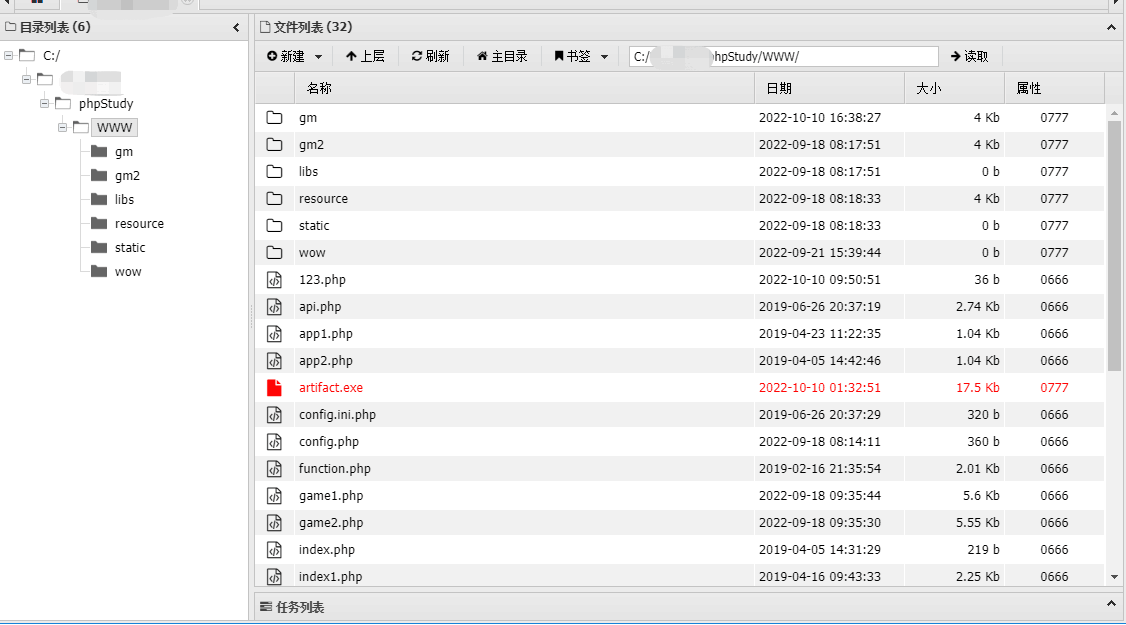 目录列表 (6)
C:/
phpStudy
WWW
gm
gm2
libs
resource
static
wow
文件列表 (32)
新建 上层 刷新 主目录 书签 C:/ hpStudy/WWW/ 读取
名称 日期 大小 属性
gm 2022-10-10 16:38:27 4 Kb 0777
gm2 2022-09-18 08:17:51 4 Kb 0777
libs 2022-09-18 08:17:51 0 b 0777
resource 2022-09-18 08:18:33 4 Kb 0777
static 2022-09-18 08:18:33 0 b 0777
wow 2022-09-21 15:39:44 0 b 0777
123.php 2022-10-10 09:50:51 36 b 0666
api.php 2019-06-26 20:37:19 2.74 Kb 0666
app1.php 2019-04-23 11:22:35 1.04 Kb 0666
app2.php 2019-04-05 14:42:46 1.04 Kb 0666
artifact.exe 2022-10-10 01:32:51 17.5 Kb 0777
config.ini.php 2019-06-26 20:37:29 320 b 0666
config.php 2022-09-18 08:14:11 360 b 0666
function.php 2019-02-16 21:35:54 2.01 Kb 0666
game1.php 2022-09-18 09:35:44 5.6 Kb 0666
game2.php 2022-09-18 09:35:30 5.55 Kb 0666
index.php 2019-04-05 14:31:29 219 b 0666
index1.php 2019-04-16 09:43:33 2.25 Kb 0666
任务列表